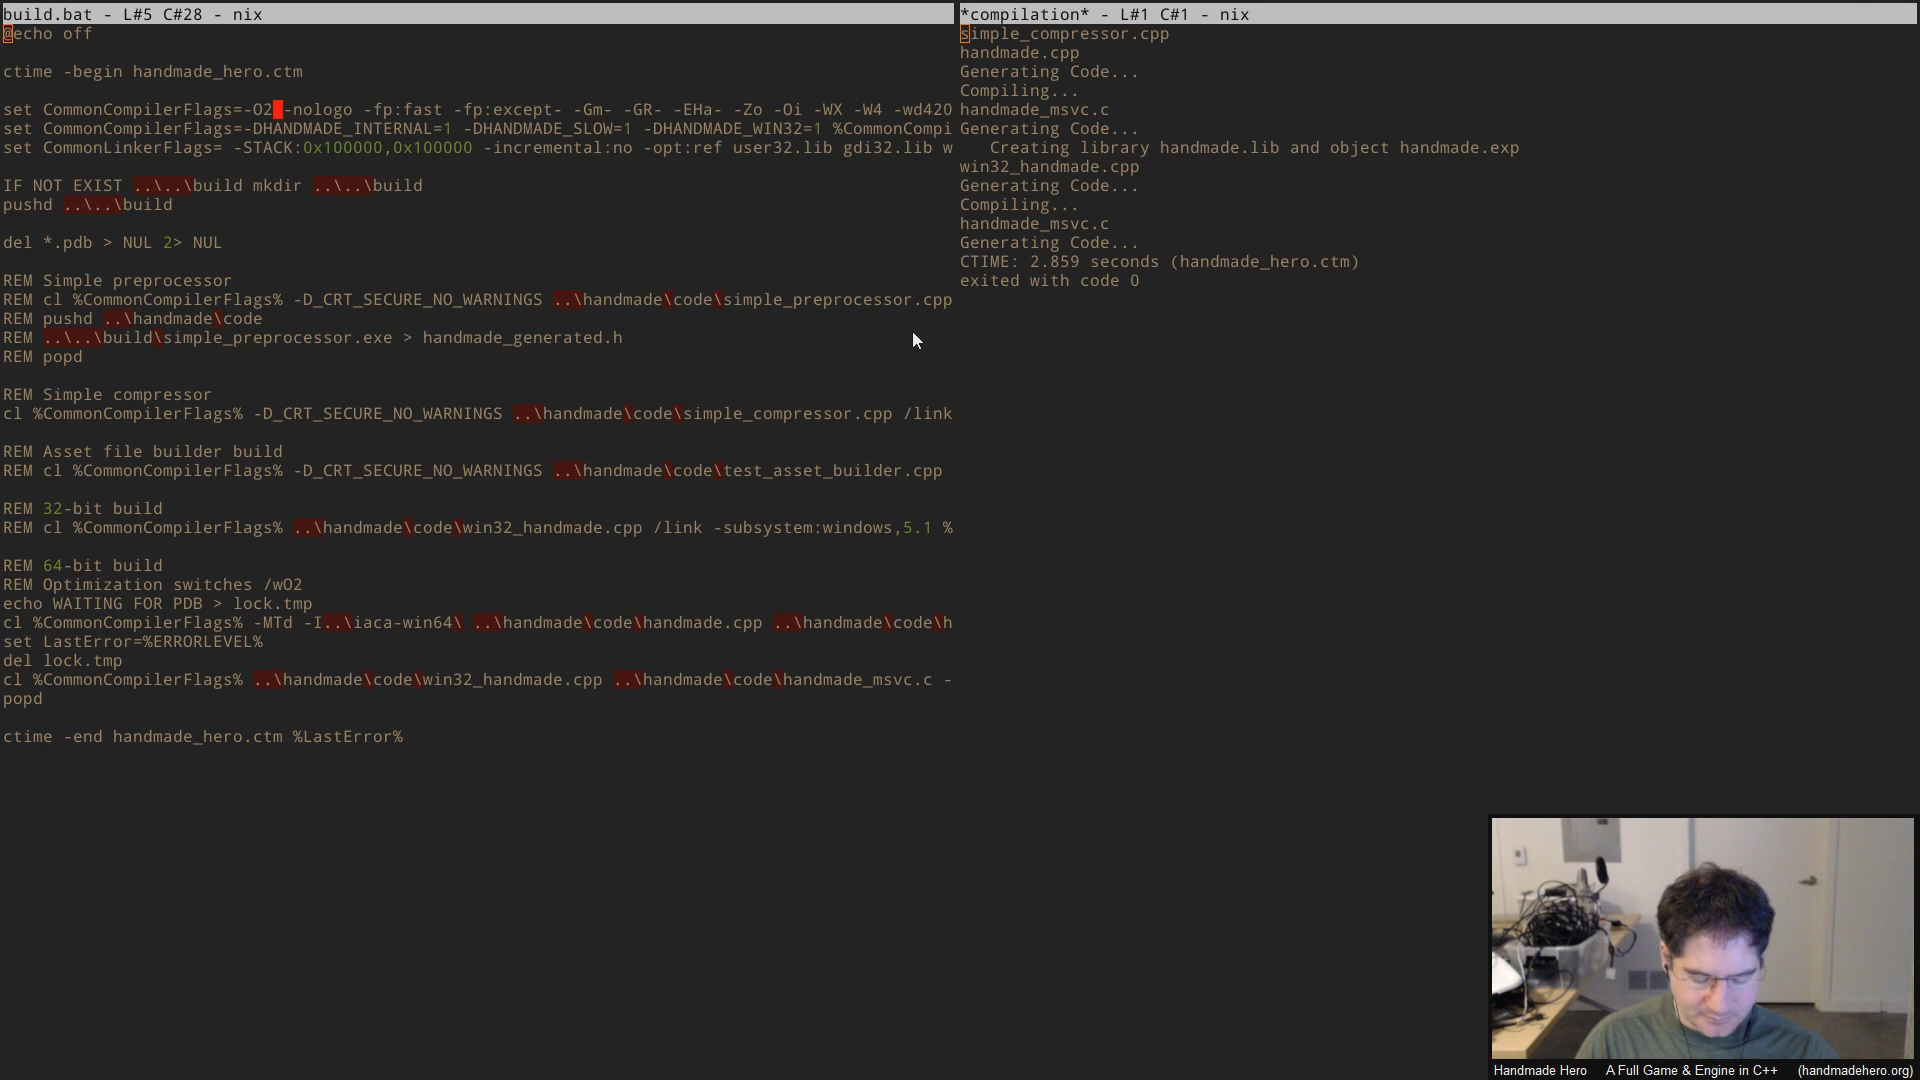 build.bat - L#5 C#28 - nix
@echo off
ctime -begin handmade_hero.ctm
set CommonCompilerFlags=-O2 -nologo -fp:fast -fp:except- -Gm- -GR- -EHa- -Zo -Oi -WX -W4 -wd420
set CommonCompilerFlags=-DHANDMADE_INTERNAL=1 -DHANDMADE_SLOW=1 -DHANDMADE_WIN32=1 %CommonCompi
set CommonLinkerFlags= -STACK:0x100000,0x100000 -incremental:no -opt:ref user32.lib gdi32.lib w
IF NOT EXIST ..\..\build mkdir ..\..\build
pushd ..\..\build
del *.pdb > NUL 2> NUL
REM Simple preprocessor
REM cl %CommonCompilerFlags% -D_CRT_SECURE_NO_WARNINGS ..\handmade\code\simple_preprocessor.cpp
REM pushd ..\handmade\code
REM ..\..\build\simple_preprocessor.exe > handmade_generated.h
REM popd
REM Simple compressor
cl %CommonCompilerFlags% -D_CRT_SECURE_NO_WARNINGS ..\handmade\code\simple_compressor.cpp /link
REM Asset file builder build
REM cl %CommonCompilerFlags% -D_CRT_SECURE_NO_WARNINGS ..\handmade\code\test_asset_builder.cpp
REM 32-bit build
REM cl %CommonCompilerFlags% ..\handmade\code\win32_handmade.cpp /link -subsystem:windows,5.1 %
REM 64-bit build
REM Optimization switches /wO2
echo WAITING FOR PDB > lock.tmp
cl %CommonCompilerFlags% -MTd -I..\iaca-win64\ ..\handmade\code\handmade.cpp ..\handmade\code\h
set LastError=%ERRORLEVEL%
del lock.tmp
cl %CommonCompilerFlags% ..\handmade\code\win32_handmade.cpp ..\handmade\code\handmade_msvc.c -
popd
ctime -end handmade_hero.ctm %LastError%
*compilation* - L#1 C#1 - nix
simple_compressor.cpp
handmade.cpp
Generating Code...
Compiling...
handmade_msvc.c
Generating Code...
Creating library handmade.lib and object handmade.exp
win32_handmade.cpp
Generating Code...
Compiling...
handmade_msvc.c
Generating Code...
CTIME: 2.859 seconds (handmade_hero.ctm)
exited with code 0
Handmade Hero A Full Game & Engine in C++ (handmadehero.org)